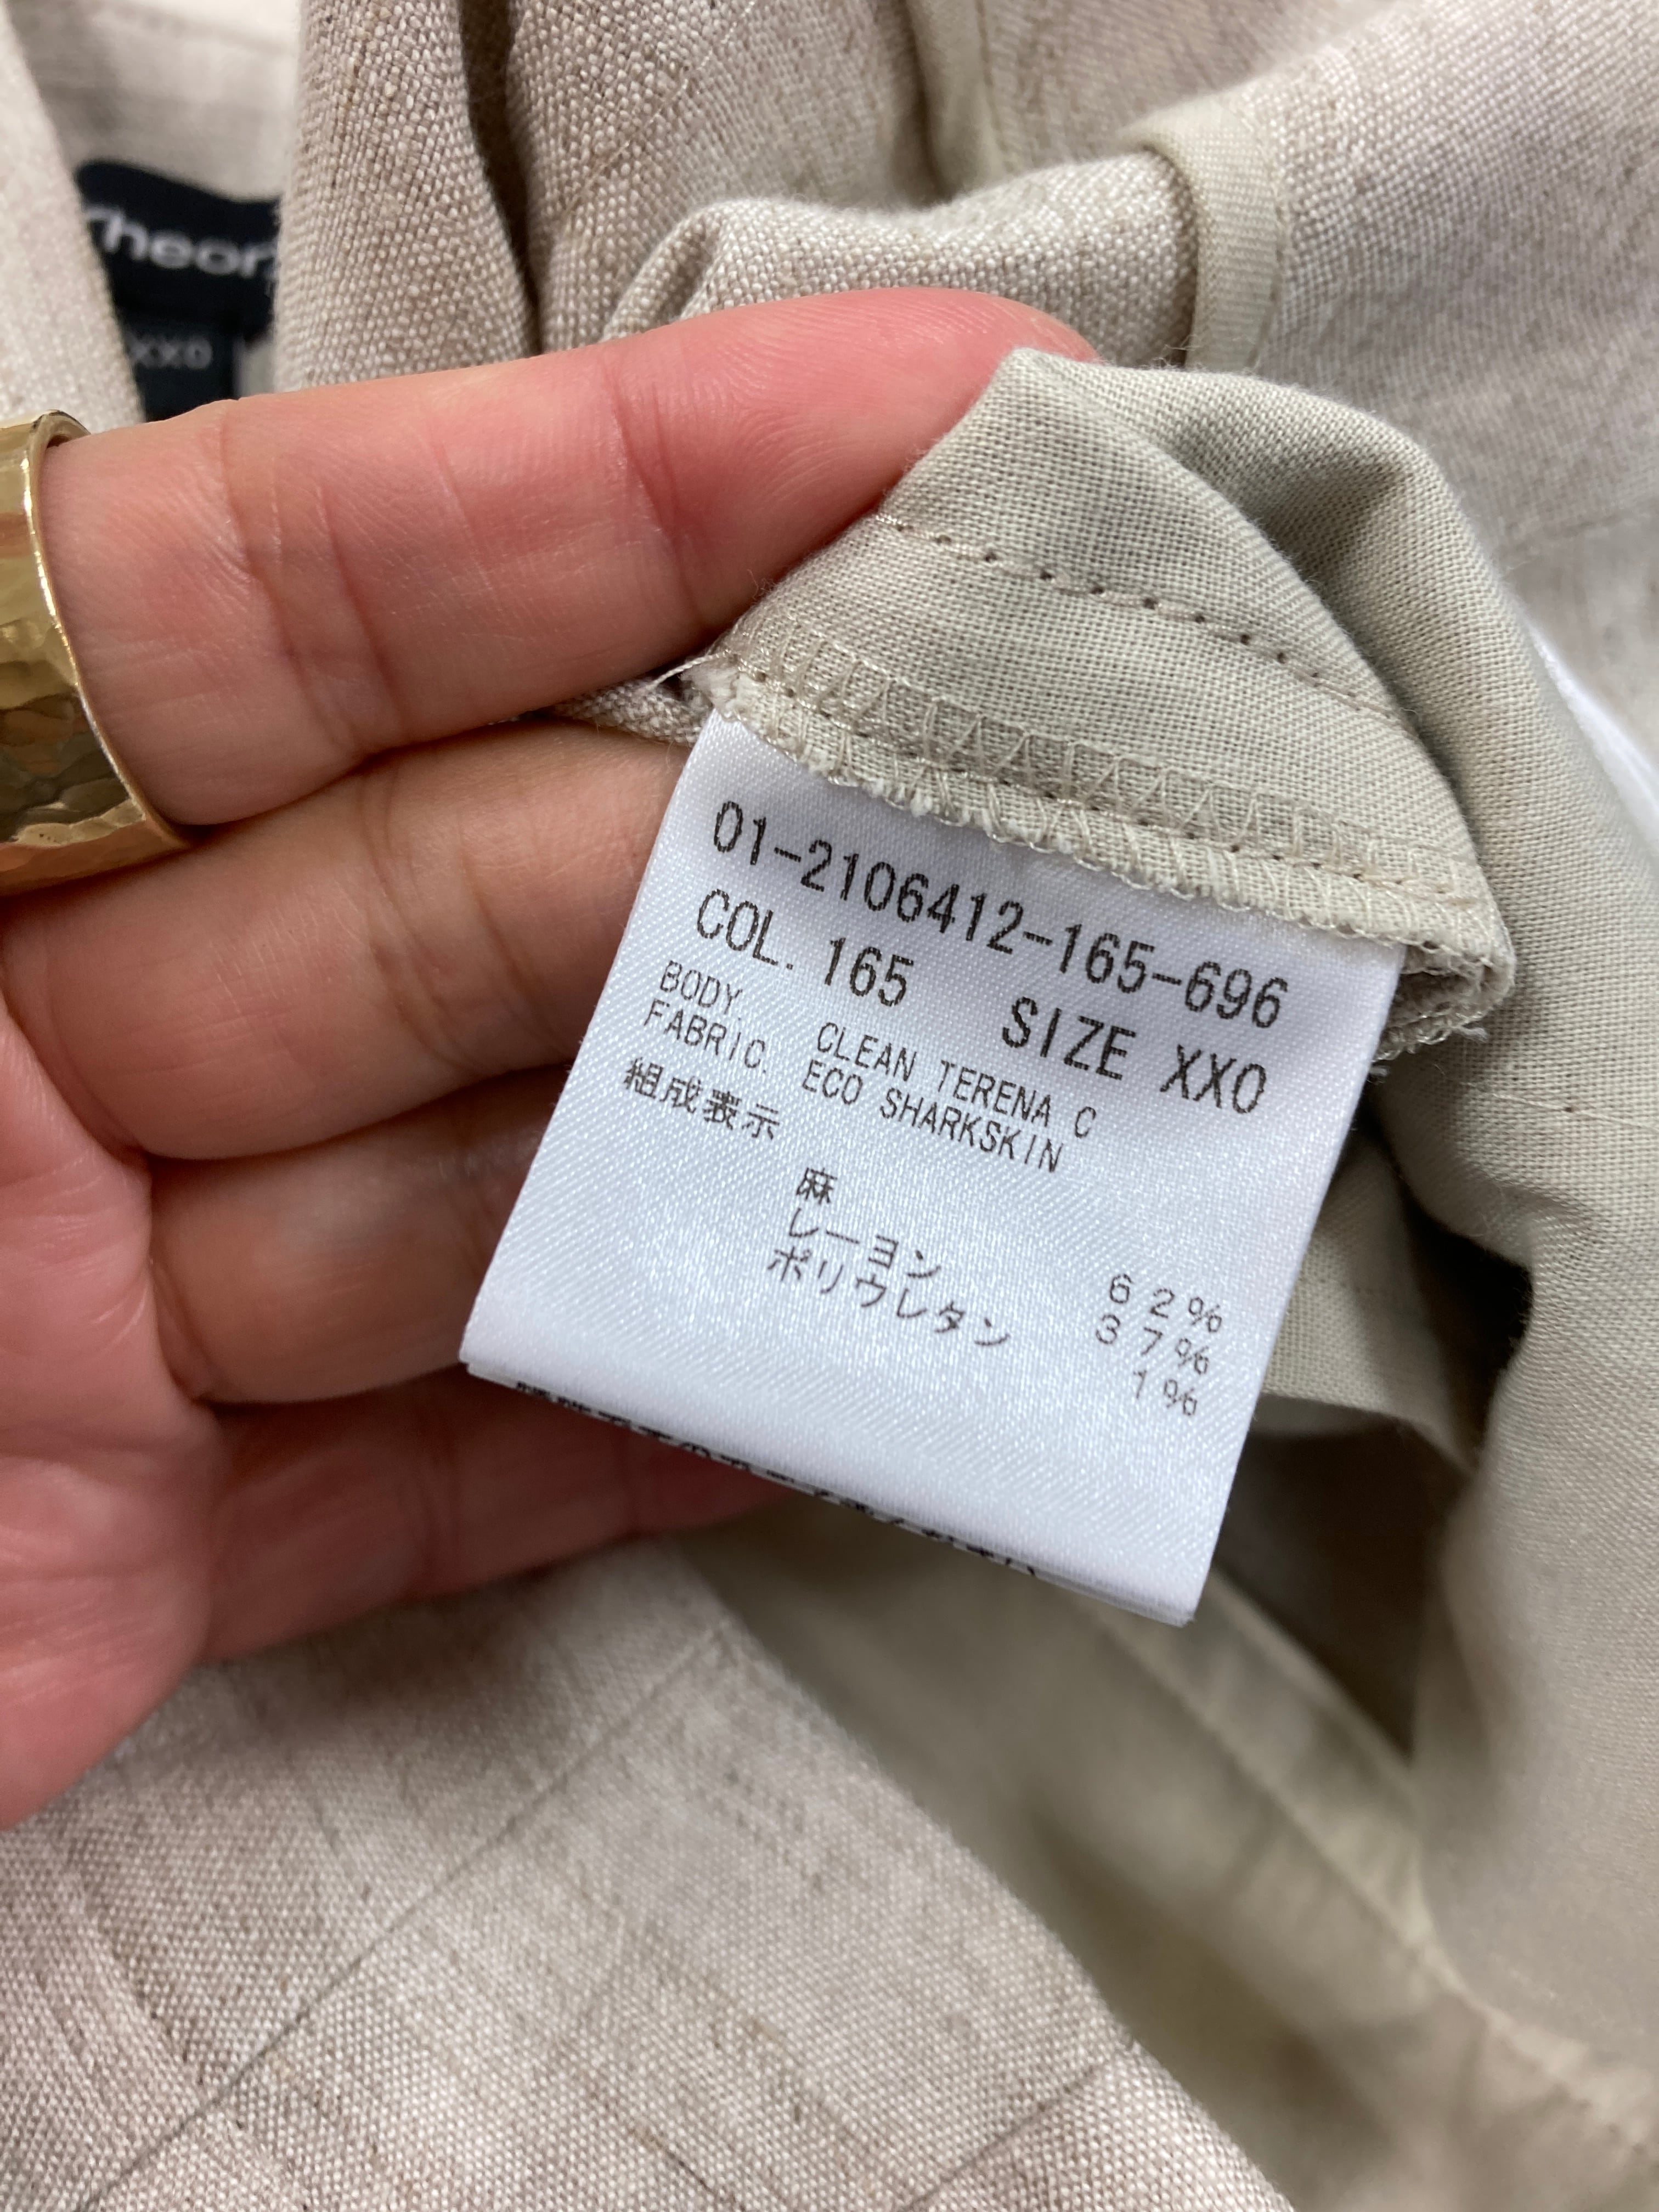 XXO
01-2106412-165-696
COL. 165 SIZE XXO
BODY. CLEAN TERENA C
FABRIC. ECO SHARKSKIN
組成表示
麻 62%
レーヨン 37%
ポリウレタン 1%